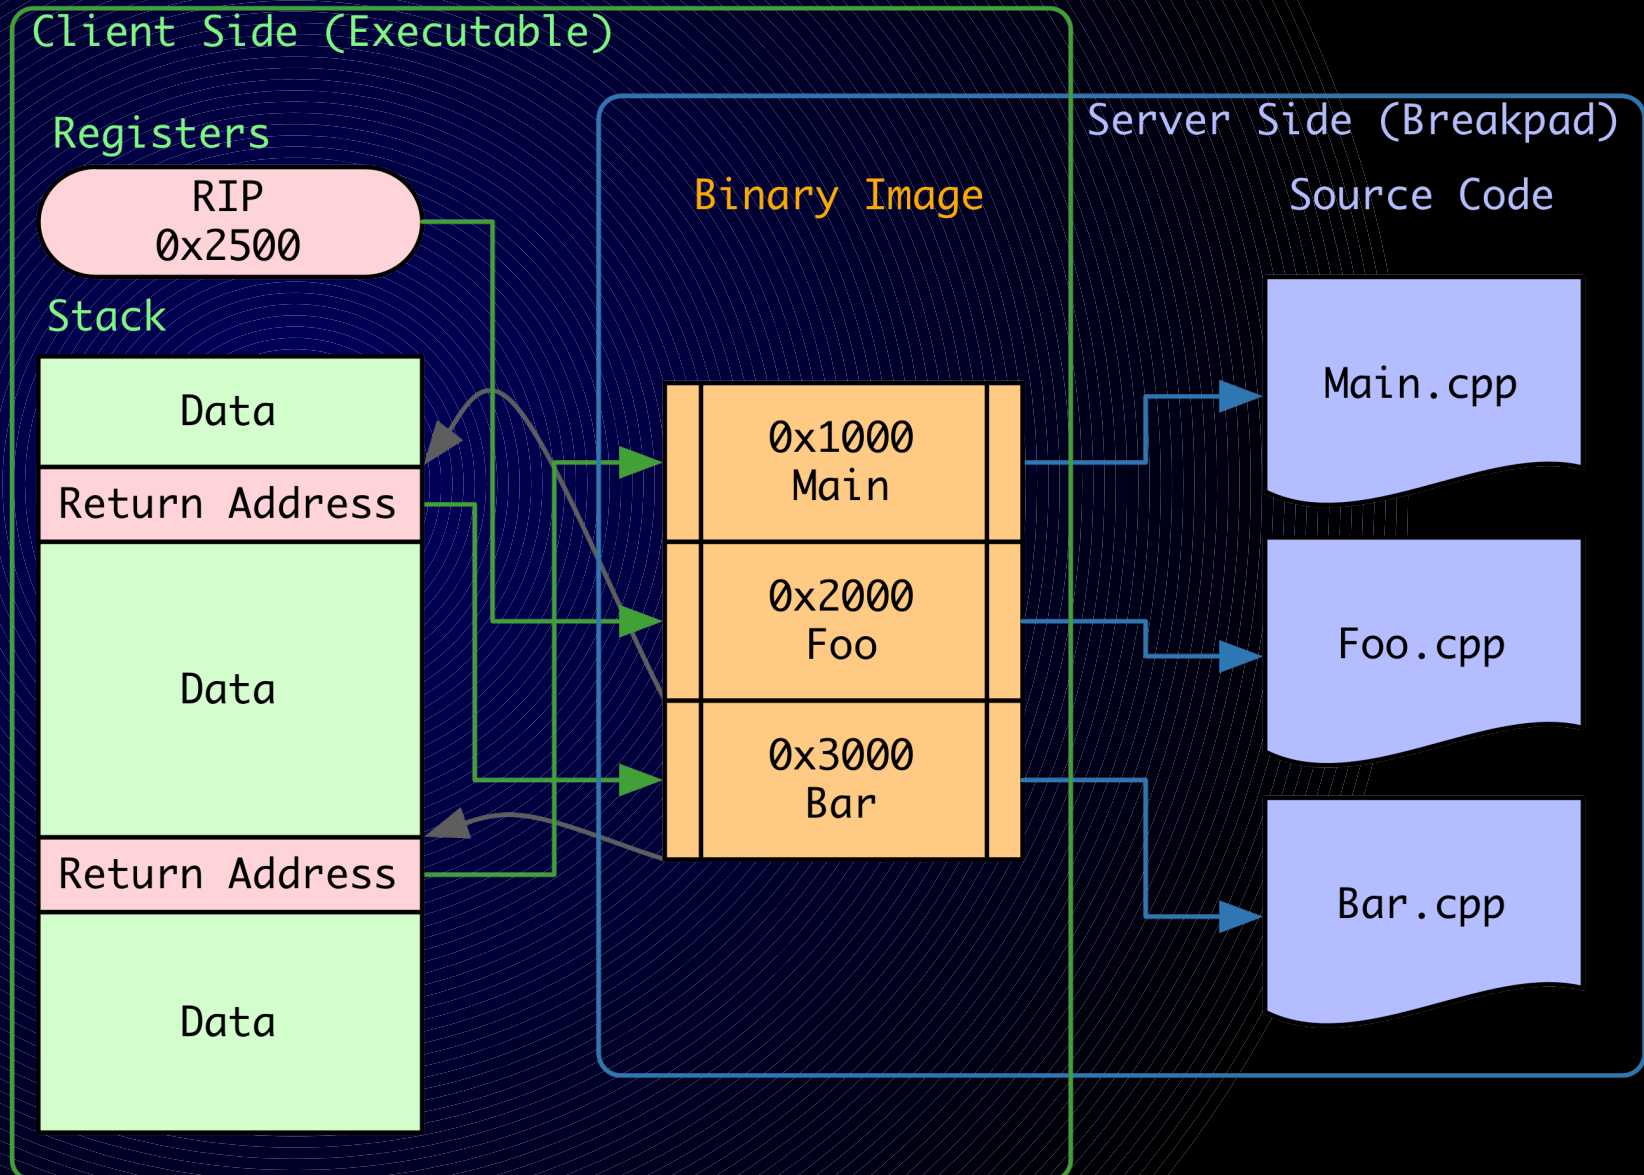 Client Side (Executable)
Server Side (Breakpad)
Registers
RIP
0x2500
Stack
Data
Return Address
Data
Return Address
Data
Binary Image
0x1000
Main
0x2000
Foo
0x3000
Bar
Source Code
Main.cpp
Foo.cpp
Bar.cpp